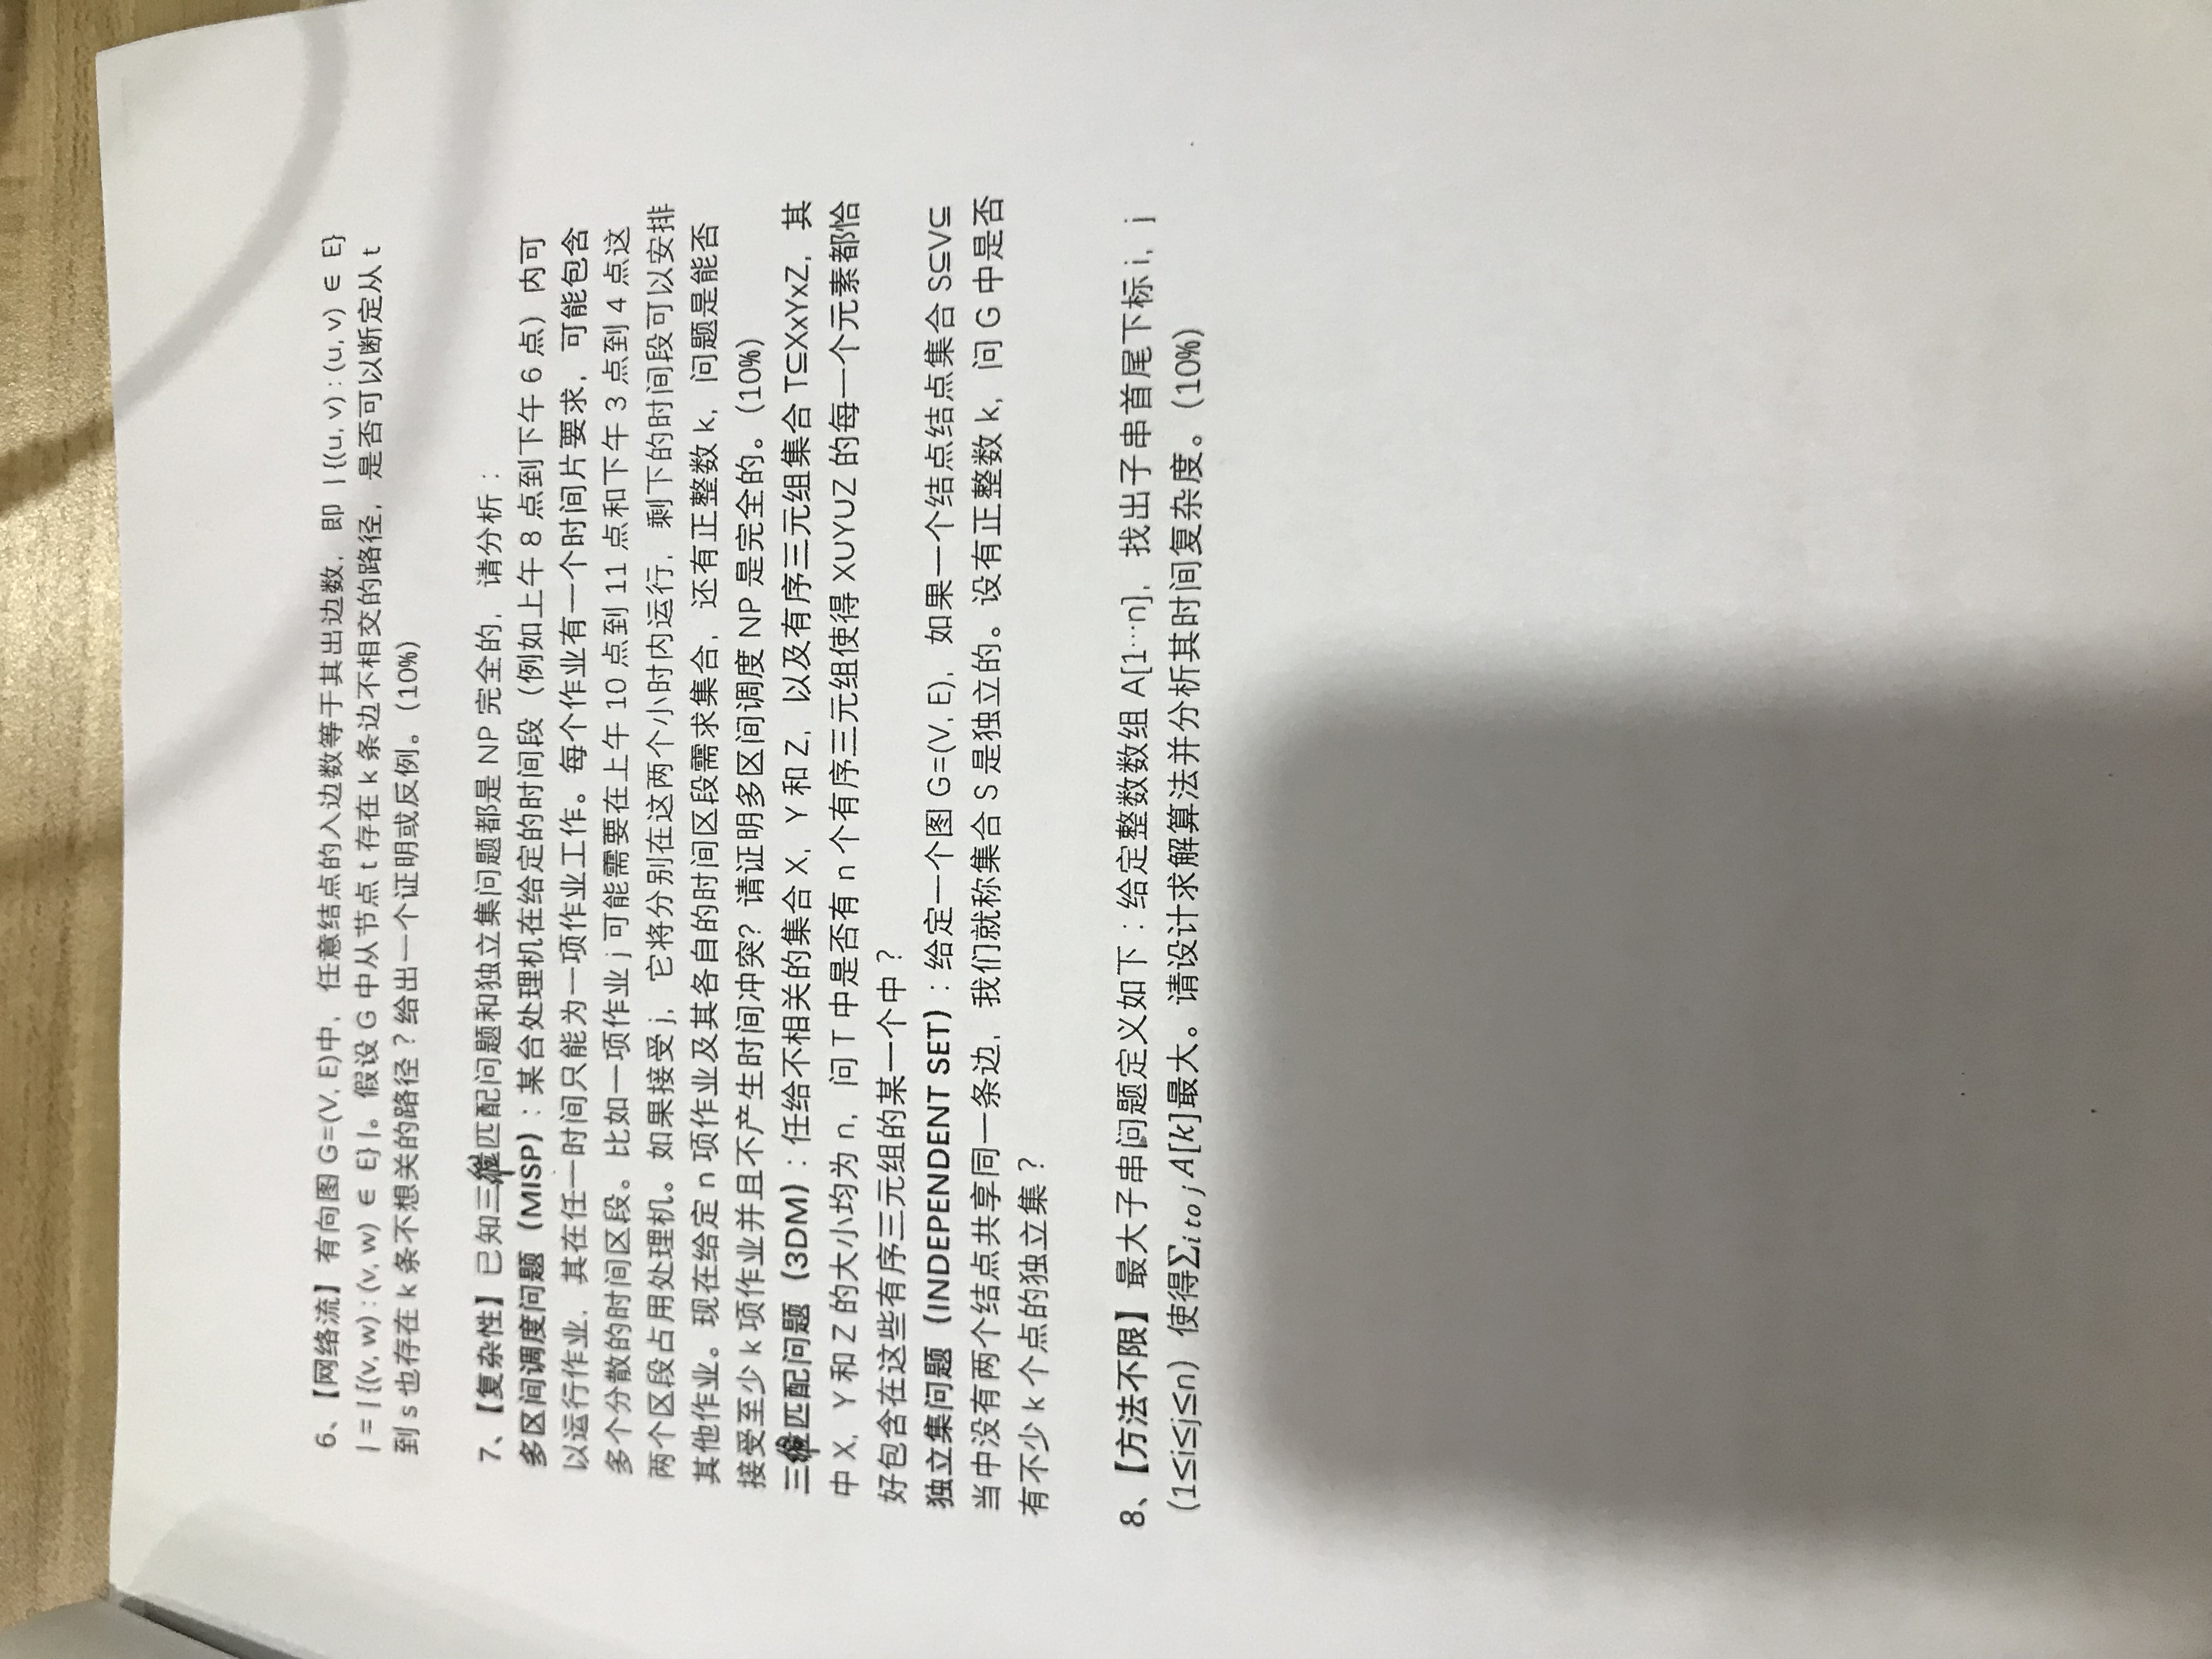 6、【网络流】有向图 G=(V, E)中，任意结点的入边数等于其出边数，即 |{(u, v) : (u, v) ∈ E}
| = |{(v, w) : (v, w) ∈ E}|。假设 G 中从节点 t 存在 k 条边不相交的路径，是否可以断定从 t
到 s 也存在 k 条不想关的路径？给出一个证明或反例。(10%)
7、【复杂性】已知三维匹配问题和独立集问题都是 NP 完全的，请分析：
多区间调度问题（MISP）：某台处理机在给定的时间段（例如上午 8 点到下午 6 点）内可
以运行作业，其在任一时间只能为一项作业工作。每个作业有一个时间片要求，可能包含
多个分散的时间区段。比如一项作业 j 可能需要在上午 10 点到 11 点和下午 3 点到 4 点这
两个区段占用处理机。如果接受 j，它将分别在这两个小时内运行，剩下的时间段可以安排
其他作业。现在给定 n 项作业及其各自的时间区段需求集合，还有正整数 k，问题是能否
接受至少 k 项作业并且不产生时间冲突？请证明多区间调度 NP 是完全的。(10%)
三维匹配问题（3DM）：任给不相关的集合 X，Y 和 Z，以及有序三元组集合 T⊆XxYxZ，其
中 X，Y 和 Z 的大小均为 n，问 T 中是否有 n 个有序三元组使得 X∪Y∪Z 的每一个元素都恰
好包含在这些有序三元组的某一个中？
独立集问题（INDEPENDENT SET）：给定一个图 G=(V, E)，如果一个结点结点集合 S⊆V⊆
当中没有两个结点共享同一条边，我们就称集合 S 是独立的。设有正整数 k，问 G 中是否
有不少 k 个点的独立集？
8、【方法不限】最大子串问题定义如下：给定整数数组 A[1···n]，找出子串首尾下标 i，j
（1≤i≤j≤n）使得∑i to j A[k]最大。请设计求解算法并分析其时间复杂度。(10%)